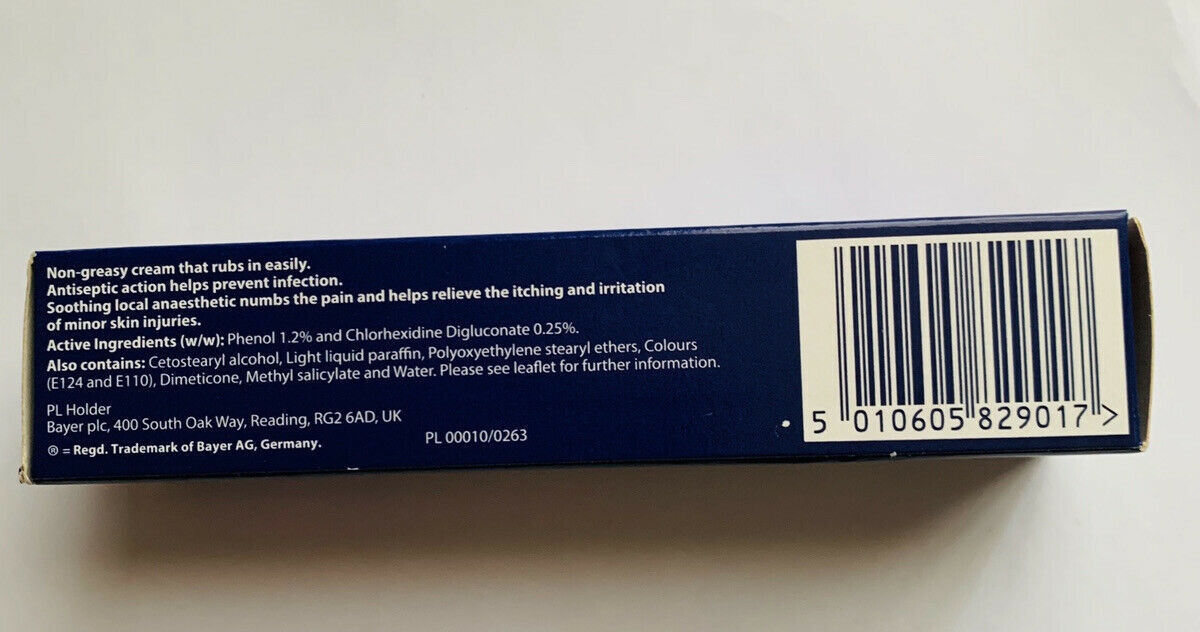 Non-greasy cream that rubs in easily.
Antiseptic action helps prevent infection.
Soothing local anaesthetic numbs the pain and helps relieve the itching and irritation
of minor skin injuries.
Active Ingredients (w/w): Phenol 1.2% and Chlorhexidine Digluconate 0.25%.
Also contains: Cetostearyl alcohol, Light liquid paraffin, Polyoxyethylene stearyl ethers, Colours
(E124 and E110), Dimeticone, Methyl salicylate and Water. Please see leaflet for further information.
PL Holder
Bayer plc, 400 South Oak Way, Reading, RG2 6AD, UK
® = Regd. Trademark of Bayer AG, Germany.
PL 00010/0263
5 010605 829017 >